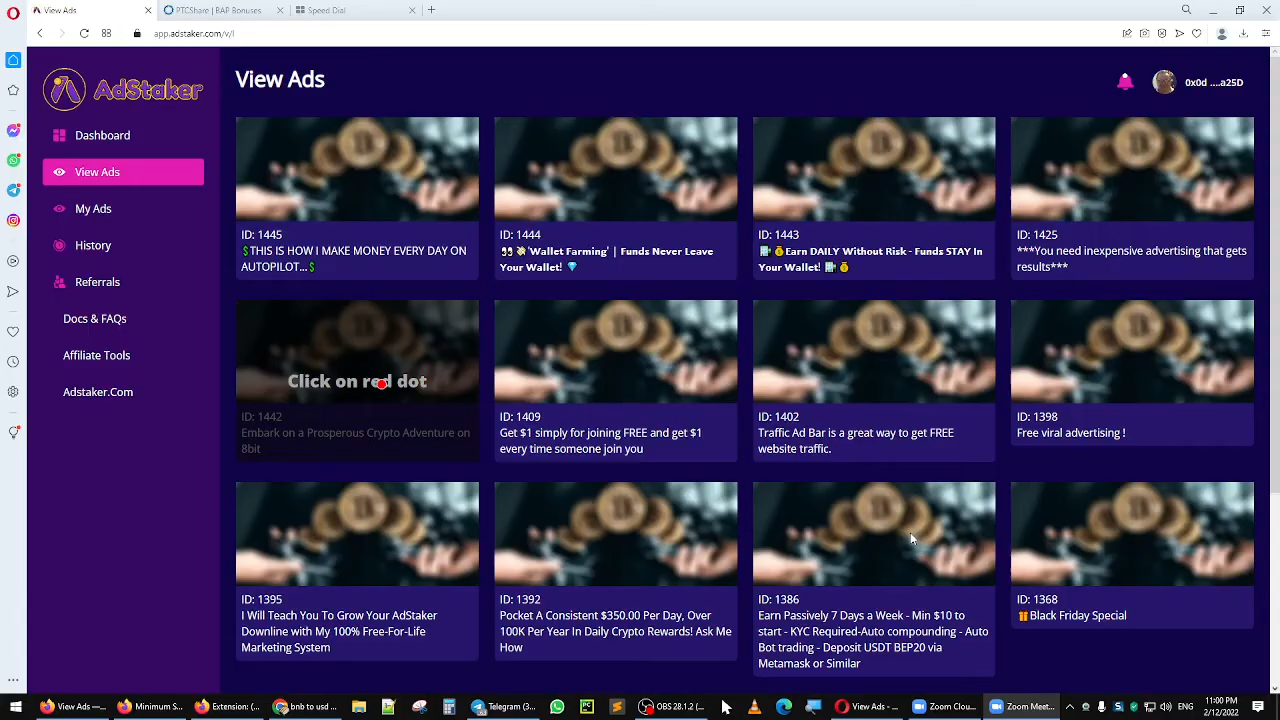 View Ads
PTCShare | BAP Bonuses
Speed Dial
app.adstaker.com/v/l
AdStaker
View Ads
0x0d ....a25D
Dashboard
View Ads
My Ads
History
Referrals
Docs & FAQs
Affiliate Tools
Adstaker.Com
ID: 1445
💲THIS IS HOW I MAKE MONEY EVERY DAY ON
AUTOPILOT...💲
ID: 1444
👀 💸'Wallet Farming' | Funds Never Leave
Your Wallet! 💎
ID: 1443
💰Earn DAILY Without Risk - Funds STAY In
Your Wallet! 💰
ID: 1425
***You need inexpensive advertising that gets
results***
Click on red dot
ID: 1442
Embark on a Prosperous Crypto Adventure on
8bit
ID: 1409
Get $1 simply for joining FREE and get $1
every time someone join you
ID: 1402
Traffic Ad Bar is a great way to get FREE
website traffic.
ID: 1398
Free viral advertising !
ID: 1395
I Will Teach You To Grow Your AdStaker
Downline with My 100% Free-For-Life
Marketing System
ID: 1392
Pocket A Consistent $350.00 Per Day, Over
100K Per Year In Daily Crypto Rewards! Ask Me
How
ID: 1386
Earn Passively 7 Days a Week - Min $10 to
start - KYC Required-Auto compounding - Auto
Bot trading - Deposit USDT BEP20 via
Metamask or Similar
ID: 1368
🎁Black Friday Special
View Ads —...
Minimum S...
Extension: (...
bnb to usd ...
Telegram (3...
PC
OBS 28.1.2 (...
View Ads - ...
Zoom Clou...
Zoom Meet...
11:00 PM
2/12/2022